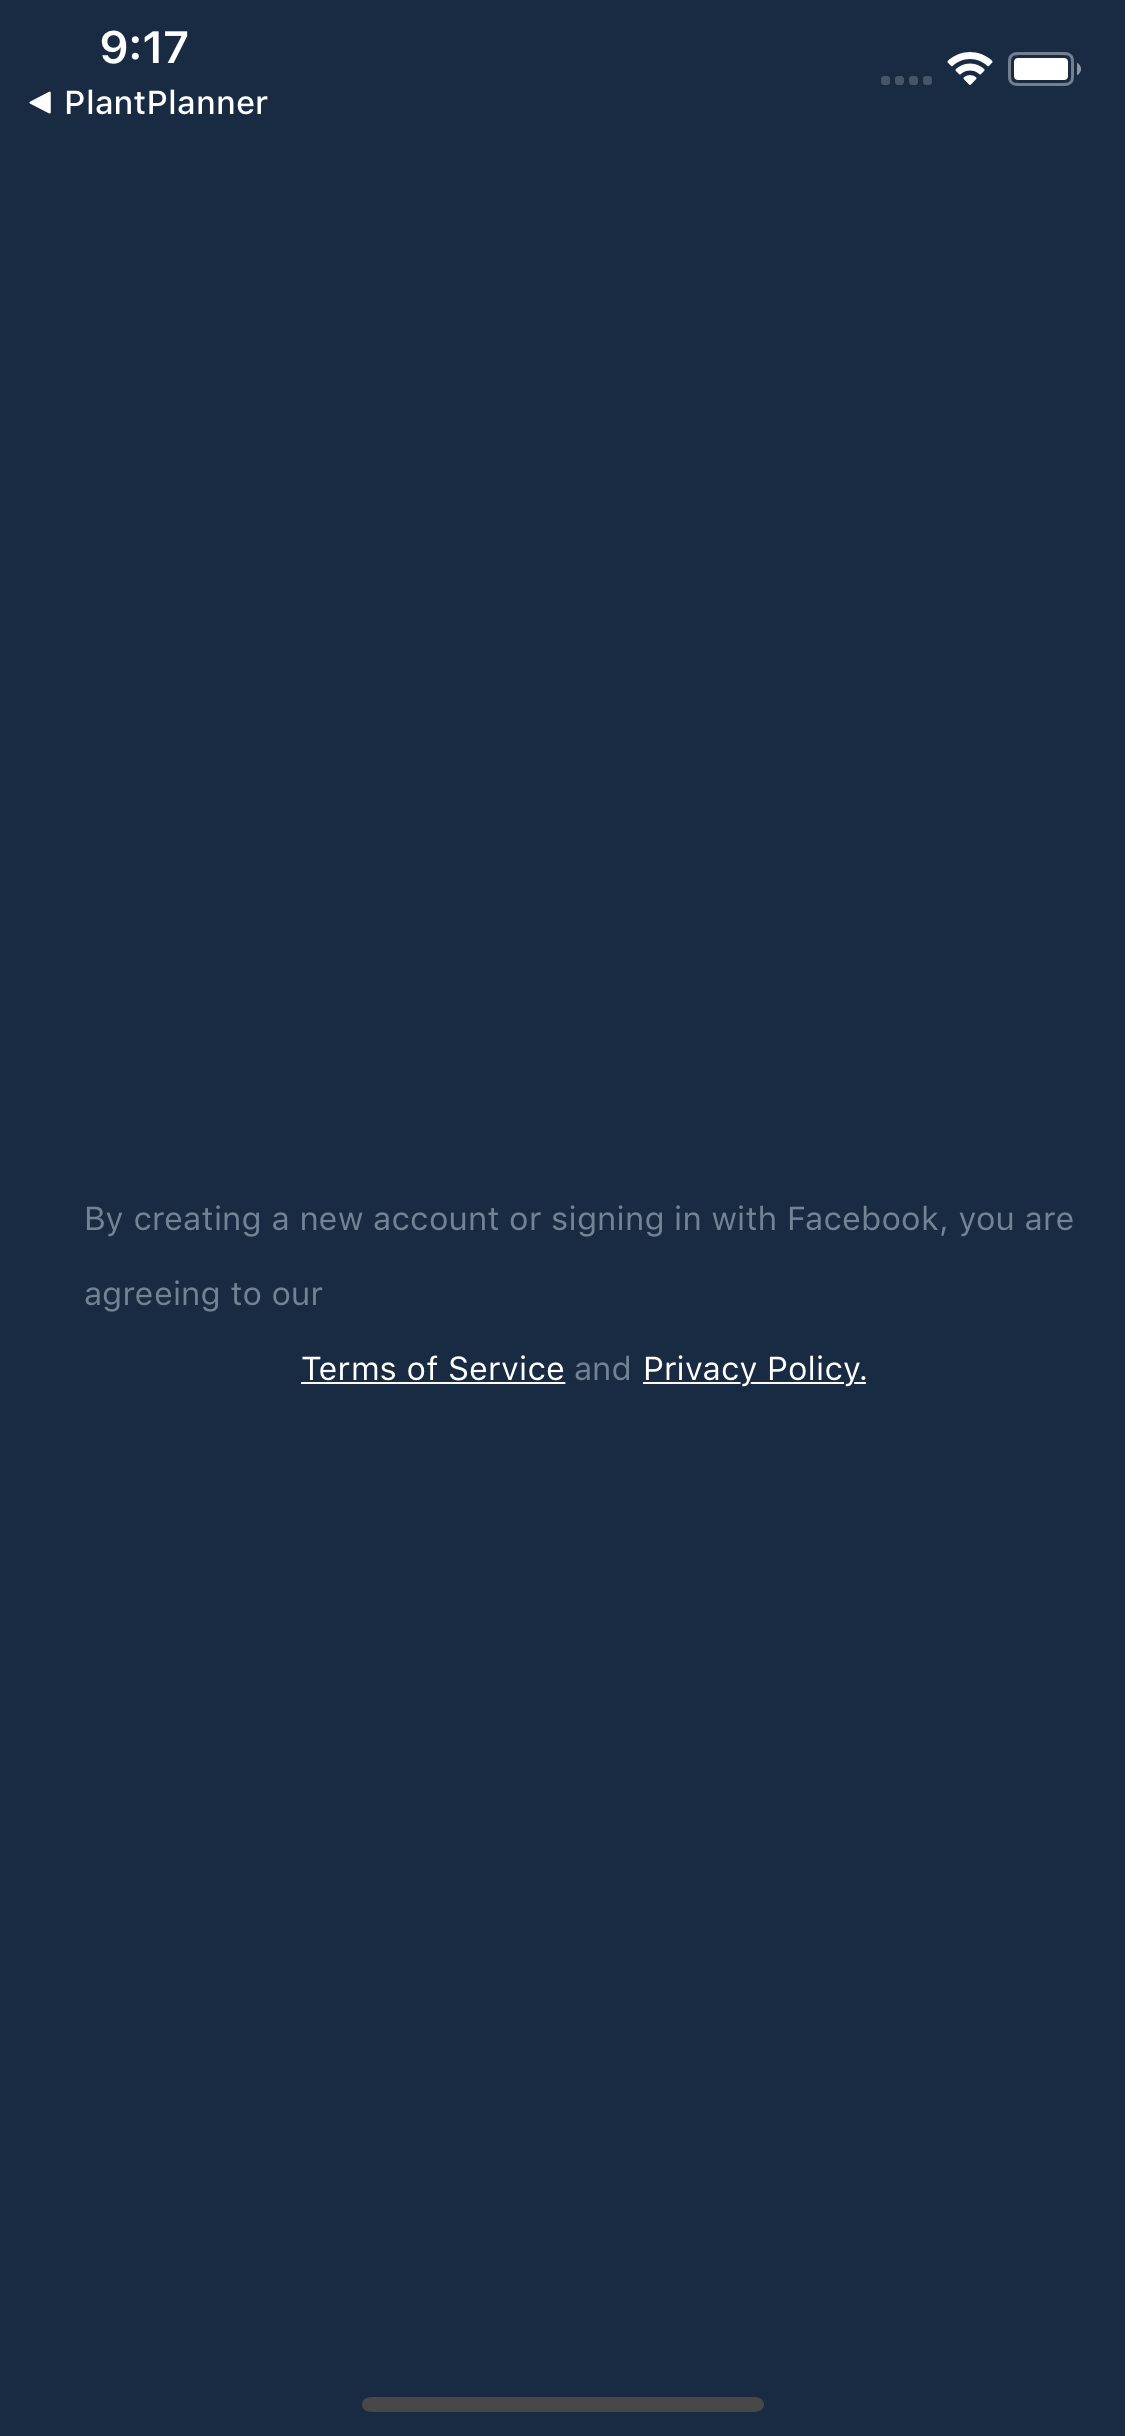 9:17
◀ PlantPlanner
By creating a new account or signing in with Facebook, you are
agreeing to our
Terms of Service and Privacy Policy.